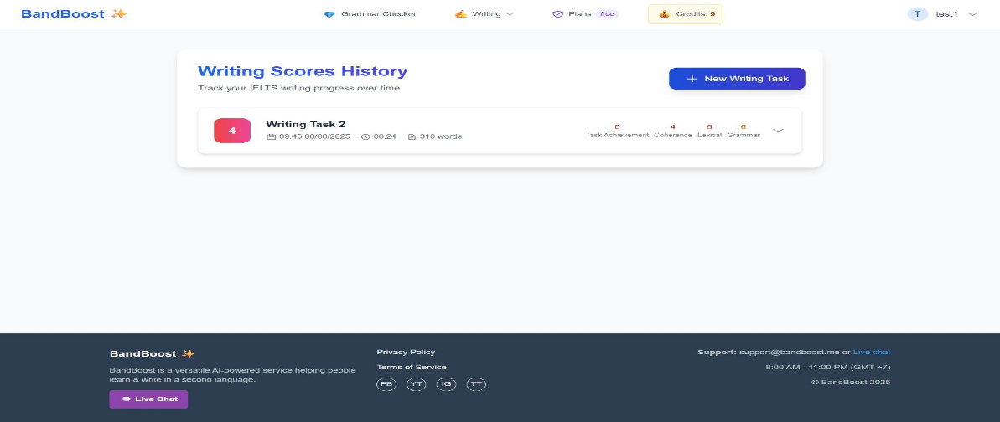 BandBoost
Grammar Checker
Writing
Plans free
Credits: 9
T test1
Writing Scores History
Track your IELTS writing progress over time
+ New Writing Task
4
Writing Task 2
09:46 08/08/2025 00:24 310 words
0 4 5 6
Task Achievement Coherence Lexical Grammar
BandBoost
BandBoost is a versatile AI-powered service helping people
learn & write in a second language.
Live Chat
Privacy Policy
Terms of Service
FB YT IG TT
Support: support@bandboost.me or Live chat
8:00 AM - 11:00 PM (GMT +7)
© BandBoost 2025